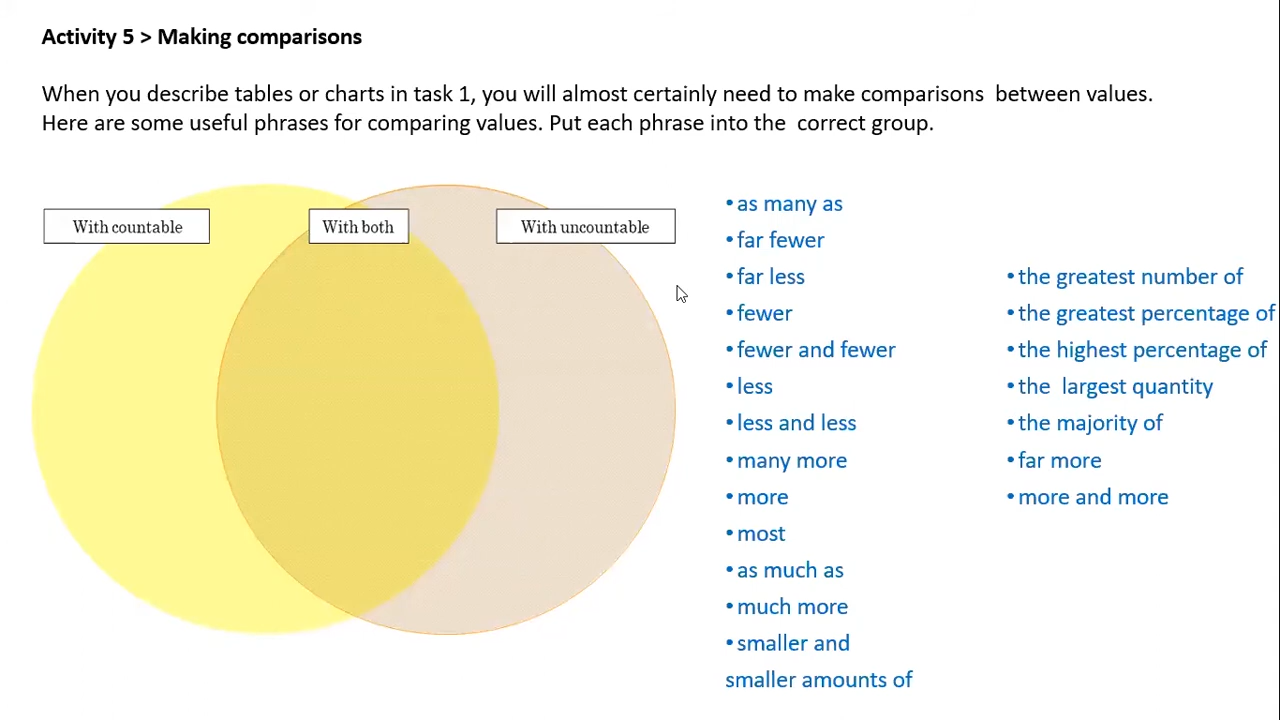 Activity 5 > Making comparisons
When you describe tables or charts in task 1, you will almost certainly need to make comparisons between values.
Here are some useful phrases for comparing values. Put each phrase into the correct group.
With countable
With both
With uncountable
• as many as
• far fewer
• far less
• fewer
• fewer and fewer
• less
• less and less
• many more
• more
• most
• as much as
• much more
• smaller and
smaller amounts of
• the greatest number of
• the greatest percentage of
• the highest percentage of
• the largest quantity
• the majority of
• far more
• more and more